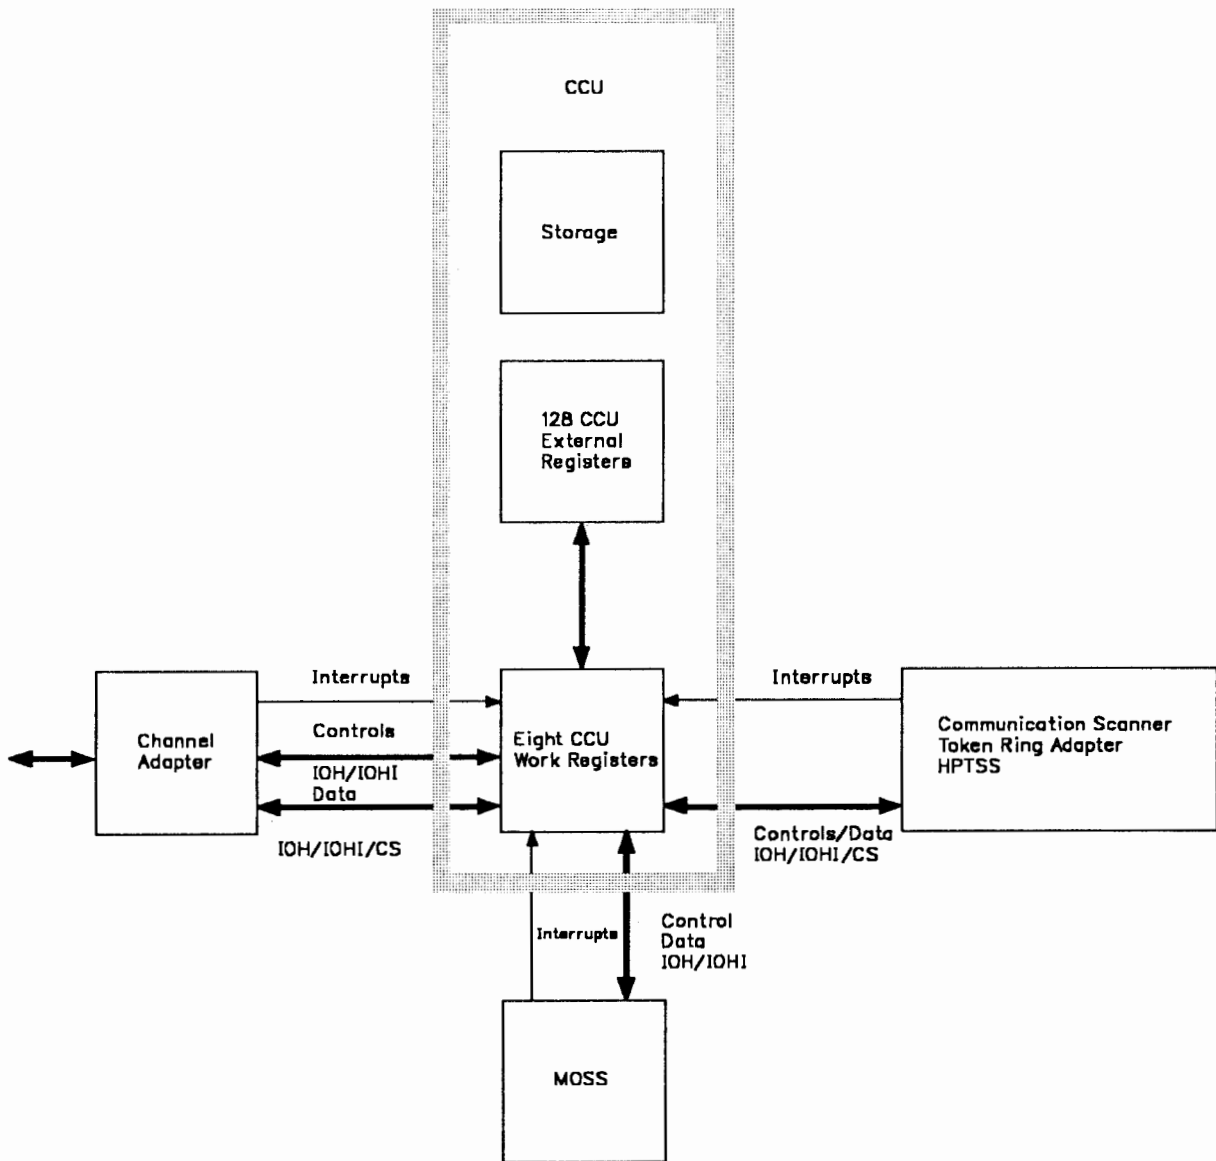 CCU
Storage
128 CCU
External
Registers
Interrupts
Interrupts
Channel
Adapter
Controls
IOH/IOHI
Data
IOH/IOHI/CS
Eight CCU
Work Registers
Communication Scanner
Token Ring Adapter
HPTSS
Controls/Data
IOH/IOHI/CS
Interrupts
Control
Data
IOH/IOHI
MOSS